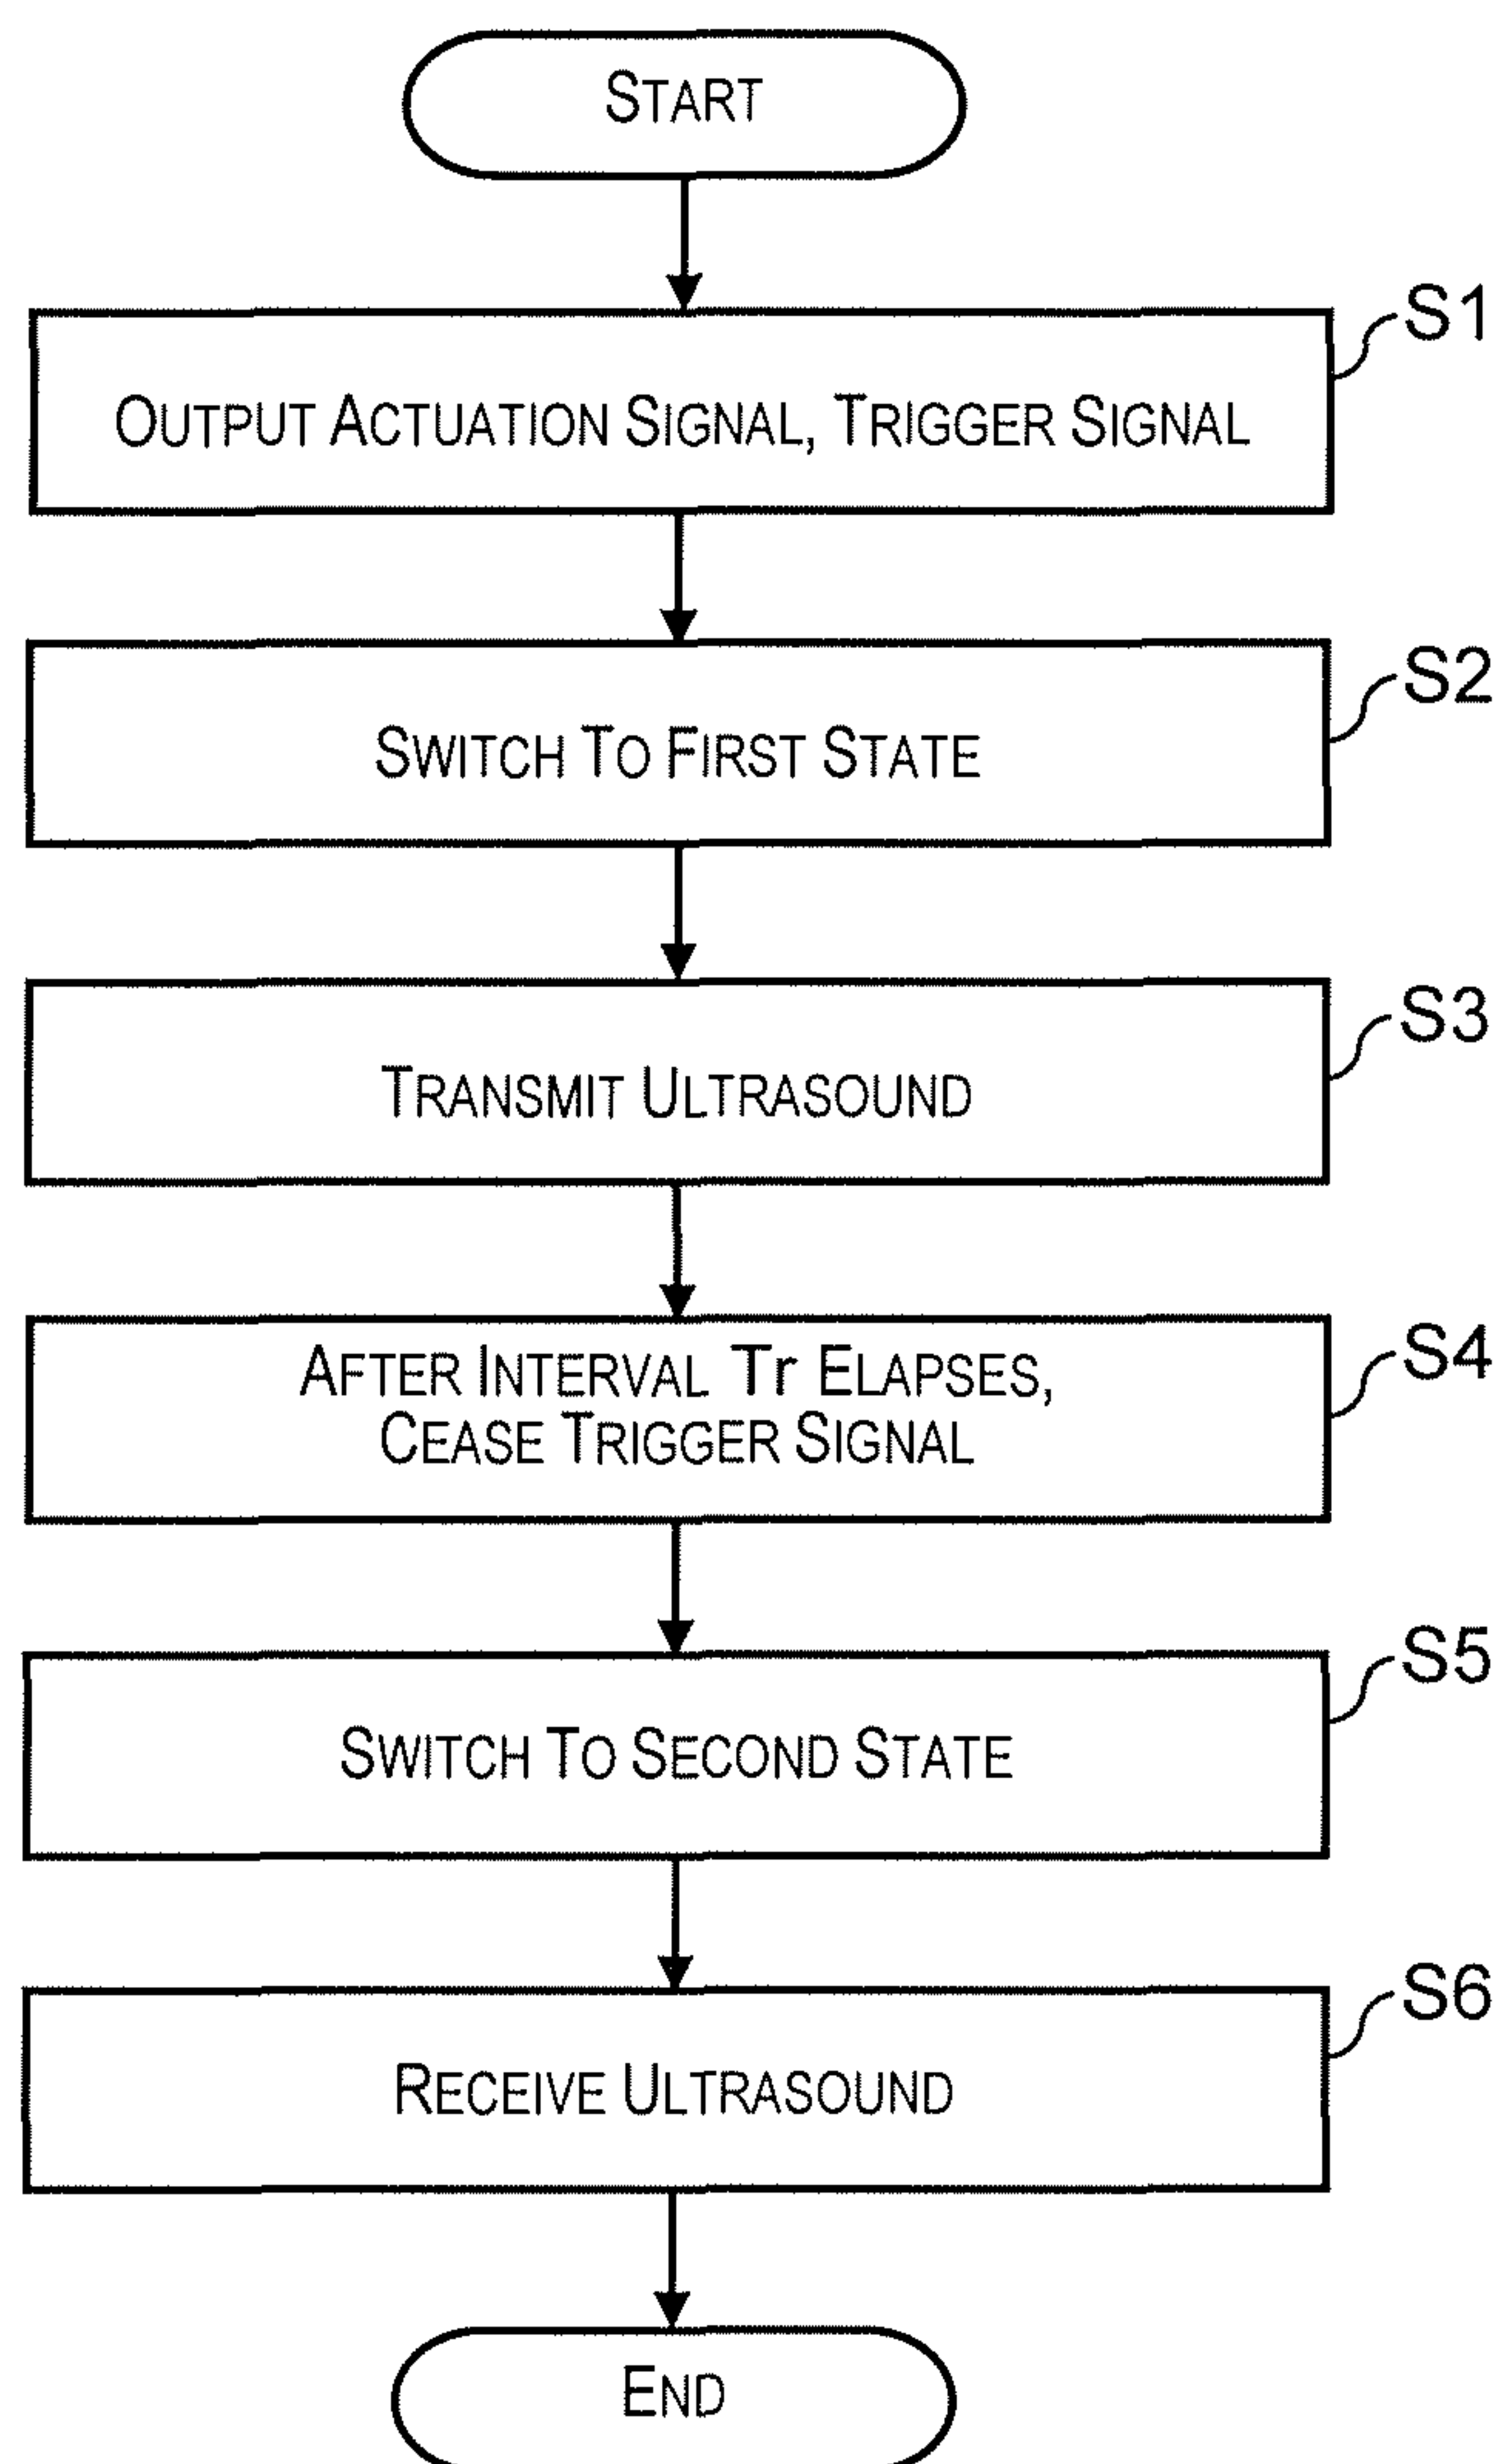 START
S1
OUTPUT ACTUATION SIGNAL, TRIGGER SIGNAL
S2
SWITCH TO FIRST STATE
S3
TRANSMIT ULTRASOUND
S4
AFTER INTERVAL Tr ELAPSES,
CEASE TRIGGER SIGNAL
S5
SWITCH TO SECOND STATE
S6
RECEIVE ULTRASOUND
END